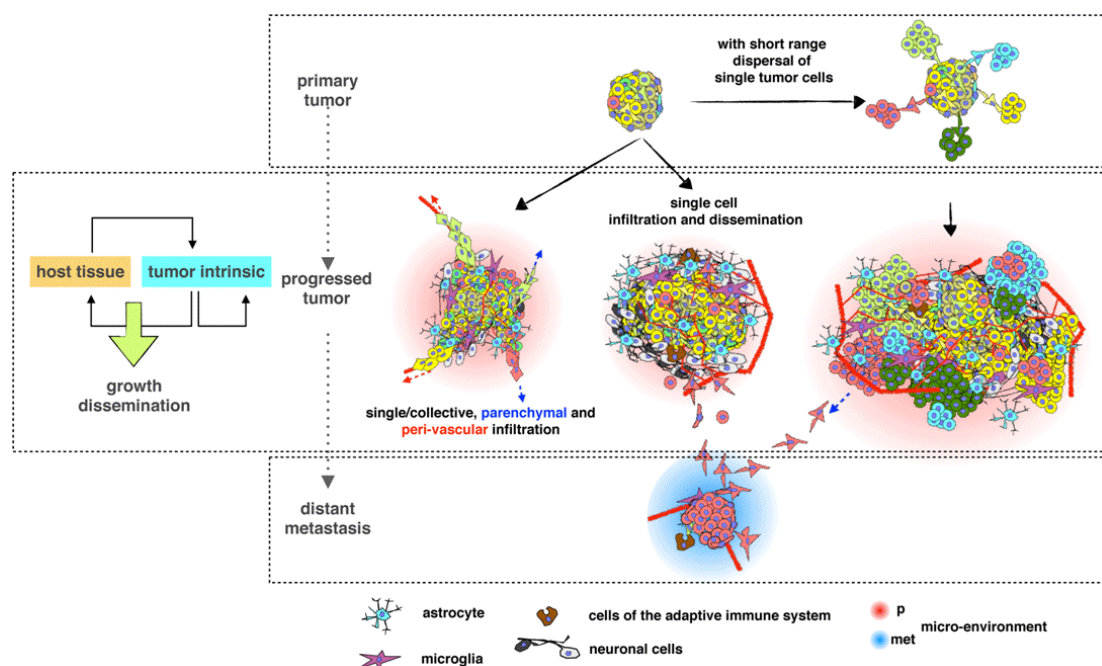 primary
tumor
with short range
dispersal of
single tumor cells
single cell
infiltration and dissemination
host tissue
tumor intrinsic
progressed
tumor
growth
dissemination
single/collective, parenchymal and
peri-vascular infiltration
distant
metastasis
astrocyte
cells of the adaptive immune system
p
micro-environment
met
microglia
neuronal cells